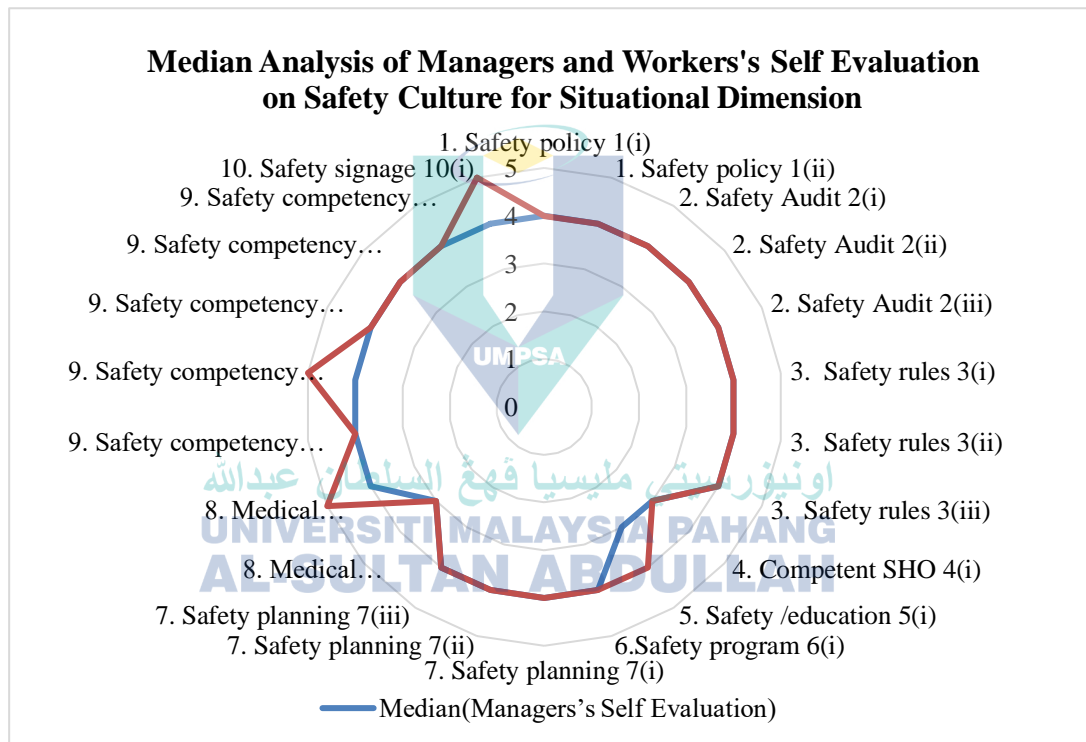 Median Analysis of Managers and Workers's Self Evaluation
on Safety Culture for Situational Dimension
1. Safety policy 1(i)
1. Safety policy 1(ii)
2. Safety Audit 2(i)
2. Safety Audit 2(ii)
2. Safety Audit 2(iii)
3. Safety rules 3(i)
3. Safety rules 3(ii)
3. Safety rules 3(iii)
4. Competent SHO 4(i)
5. Safety /education 5(i)
6.Safety program 6(i)
7. Safety planning 7(i)
7. Safety planning 7(ii)
7. Safety planning 7(iii)
8. Medical…
8. Medical…
9. Safety competency…
9. Safety competency…
9. Safety competency…
9. Safety competency…
9. Safety competency…
10. Safety signage 10(i)
5
4
3
2
1
0
UMPSA
اونيۏرسيتي مليسيا ڤهڠ السلطان عبدالله
UNIVERSITI MALAYSIA PAHANG
AL-SULTAN ABDULLAH
Median(Managers's Self Evaluation)